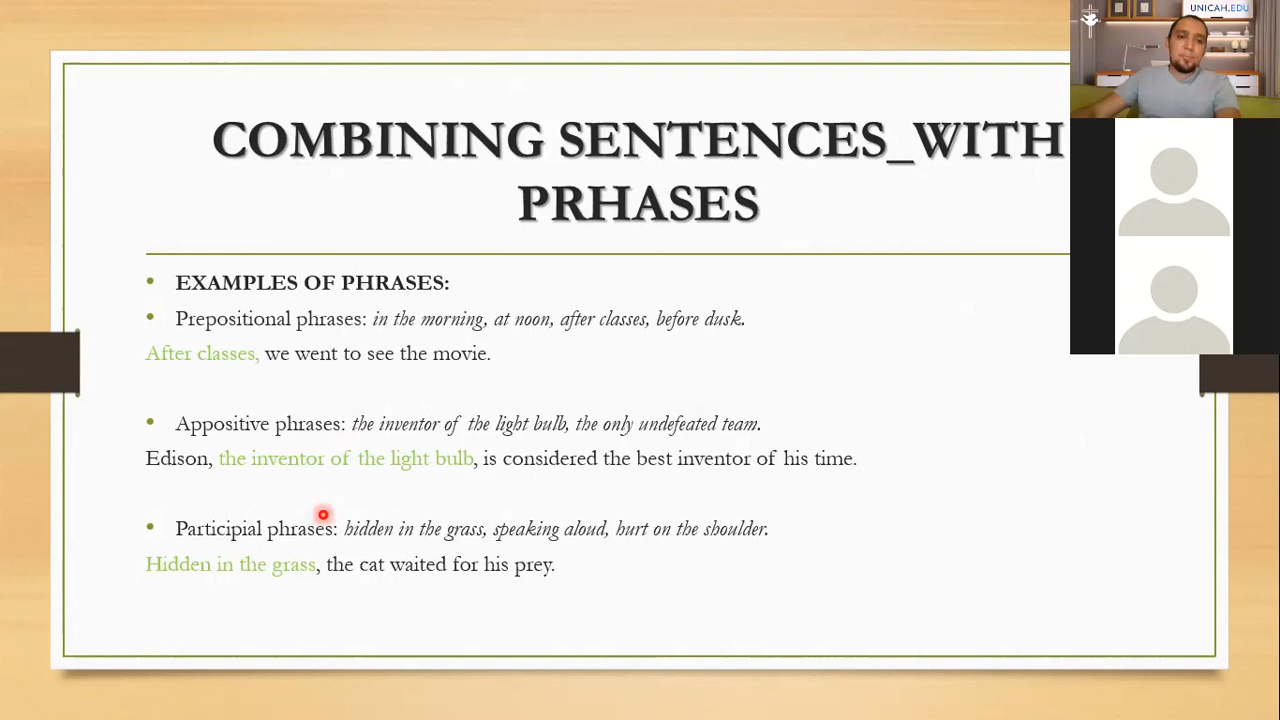 UNICAH.EDU
COMBINING SENTENCES_WITH
PRHASES
• EXAMPLES OF PHRASES:
• Prepositional phrases: in the morning, at noon, after classes, before dusk.
After classes, we went to see the movie.
• Appositive phrases: the inventor of the light bulb, the only undefeated team.
Edison, the inventor of the light bulb, is considered the best inventor of his time.
• Participial phrases: hidden in the grass, speaking aloud, hurt on the shoulder.
Hidden in the grass, the cat waited for his prey.